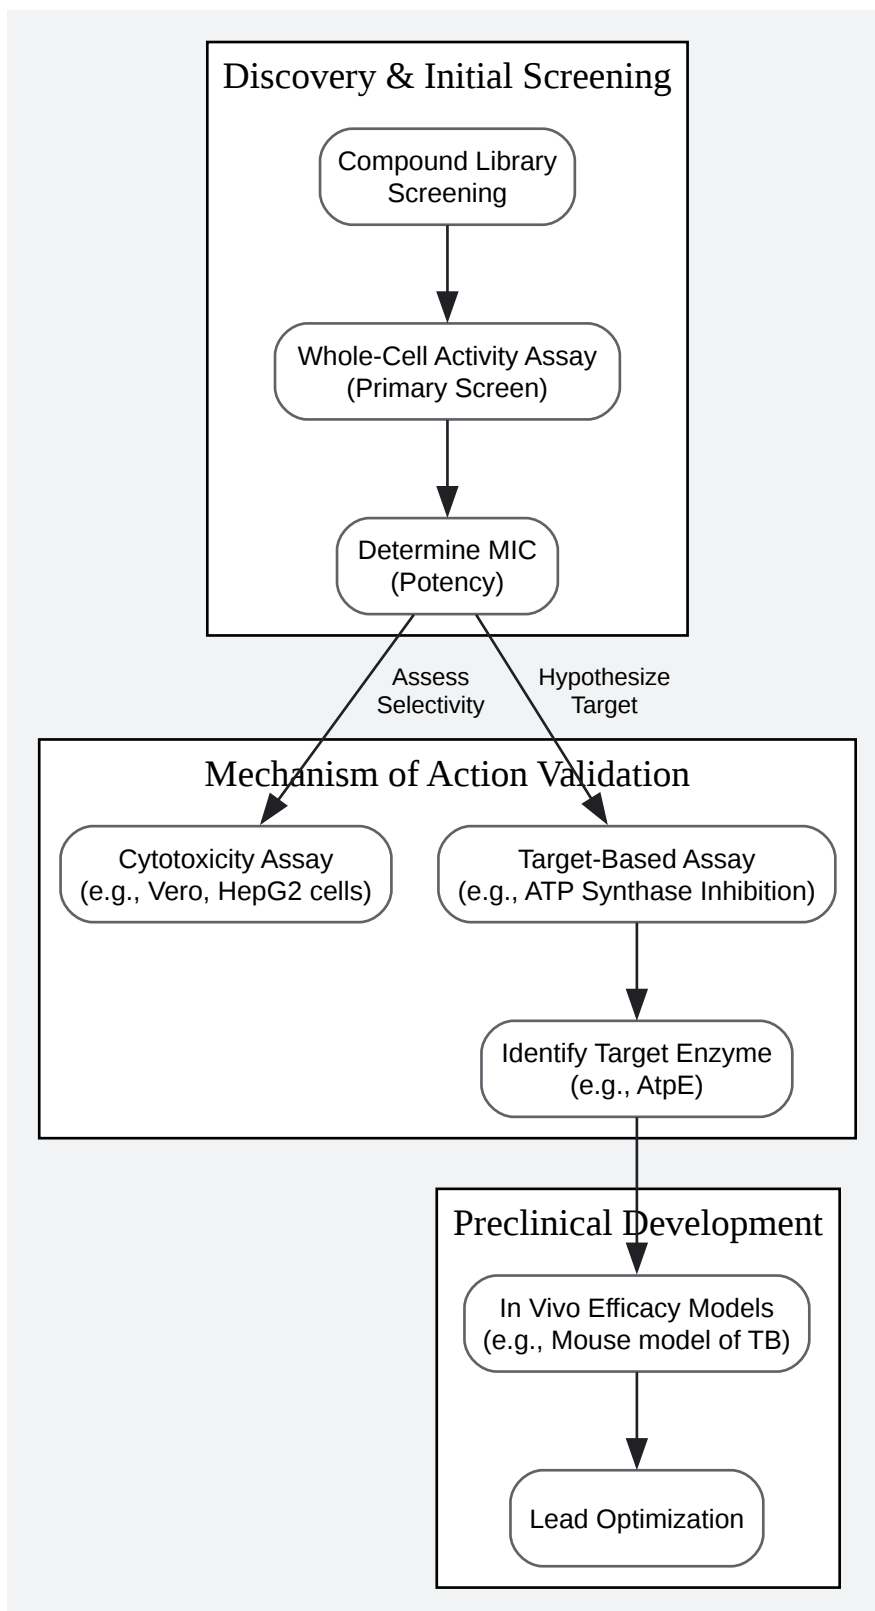 Discovery & Initial Screening
Compound Library
Screening
Whole-Cell Activity Assay
(Primary Screen)
Determine MIC
(Potency)
Assess
Selectivity
Hypothesize
Target
Mechanism of Action Validation
Cytotoxicity Assay
(e.g., Vero, HepG2 cells)
Target-Based Assay
(e.g., ATP Synthase Inhibition)
Identify Target Enzyme
(e.g., AtpE)
Preclinical Development
In Vivo Efficacy Models
(e.g., Mouse model of TB)
Lead Optimization